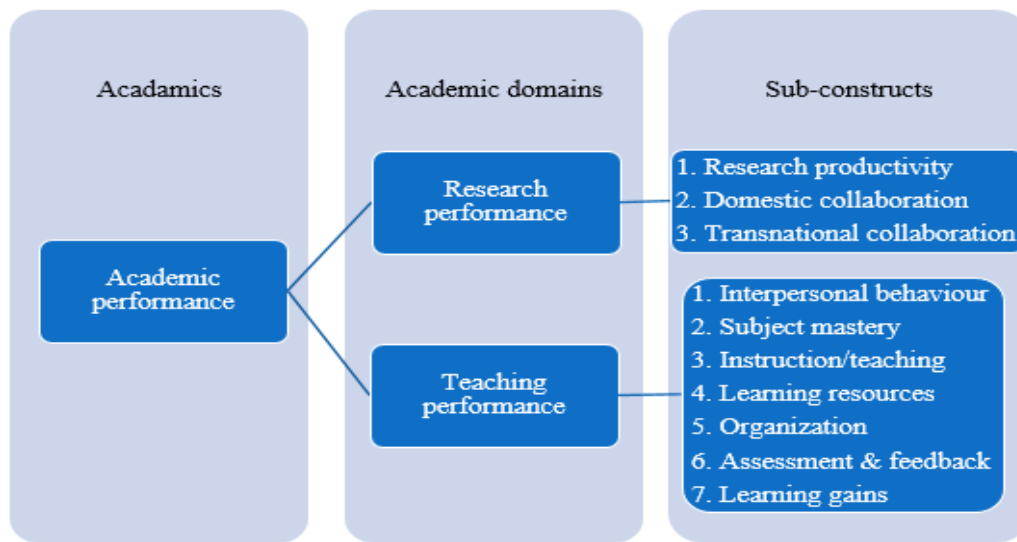 Acadamics
Academic
performance
Academic domains
Research
performance
Teaching
performance
Sub-constructs
1. Research productivity
2. Domestic collaboration
3. Transnational collaboration
1. Interpersonal behaviour
2. Subject mastery
3. Instruction/teaching
4. Learning resources
5. Organization
6. Assessment & feedback
7. Learning gains